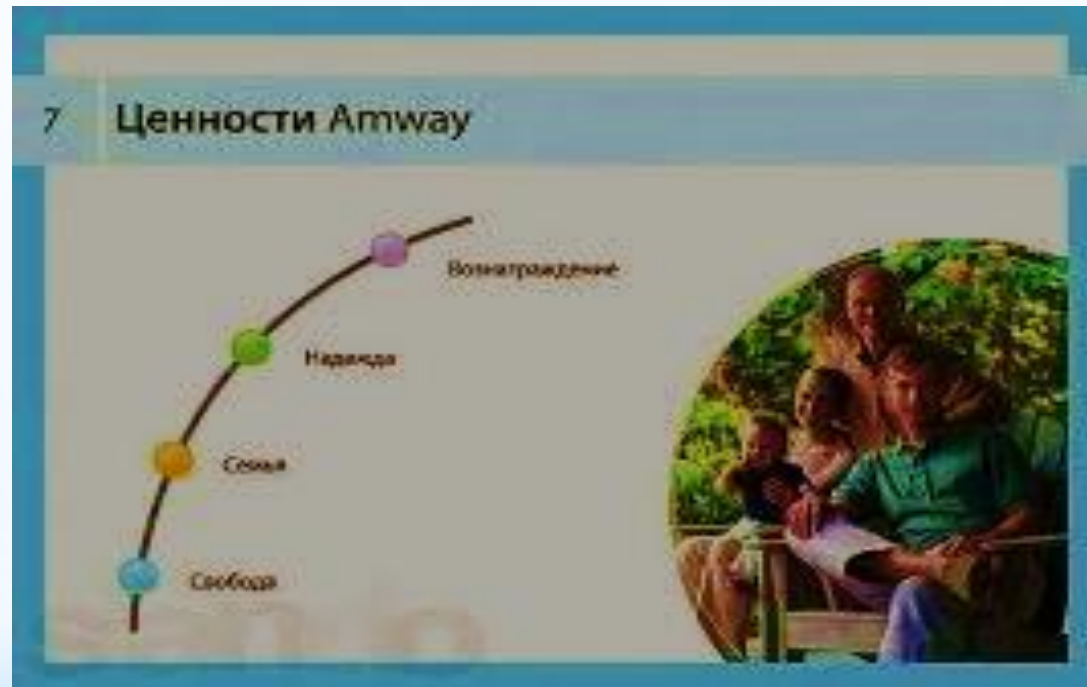 7 Ценности Amway
Вознаграждение
Надежда
Семья
Свобода